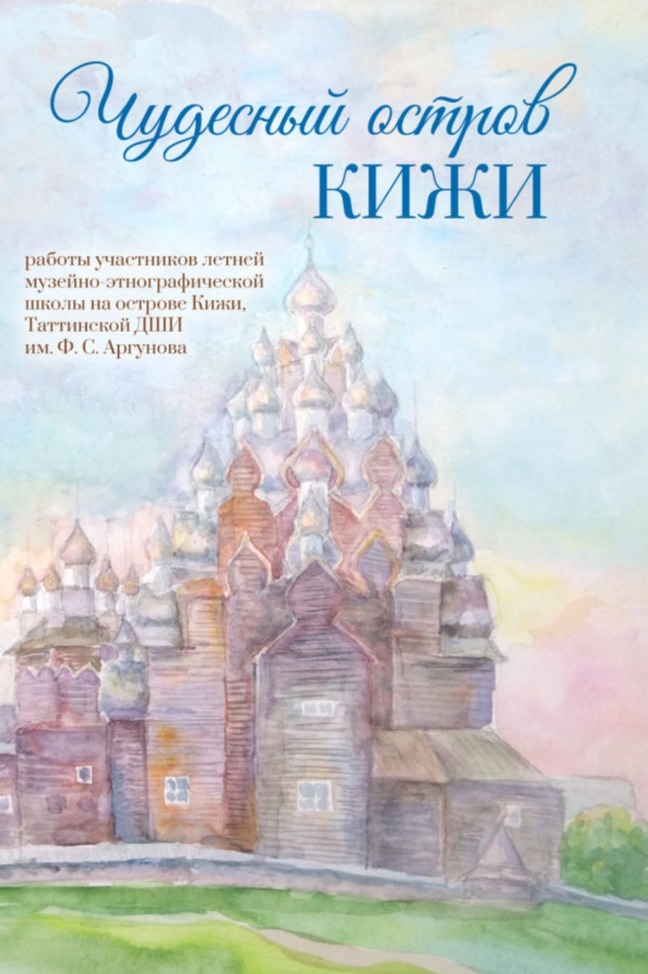 Чудесный остров
КИЖИ
работы участников летней
музейно-этнографической
школы на острове Кижи,
Таттинской ДШИ
им. Ф. С. Аргунова